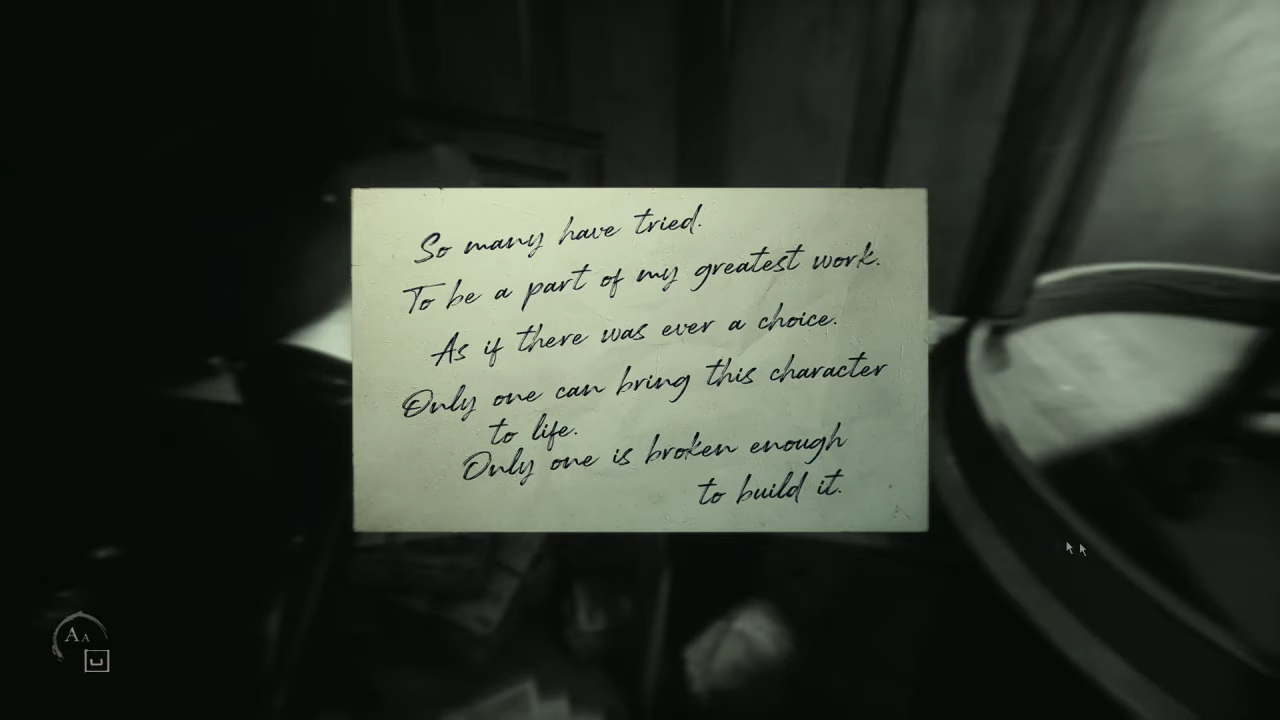 So many have tried.
To be a part of my greatest work.
As if there was ever a choice.
Only one can bring this character
to life.
Only one is broken enough
to build it.
A A